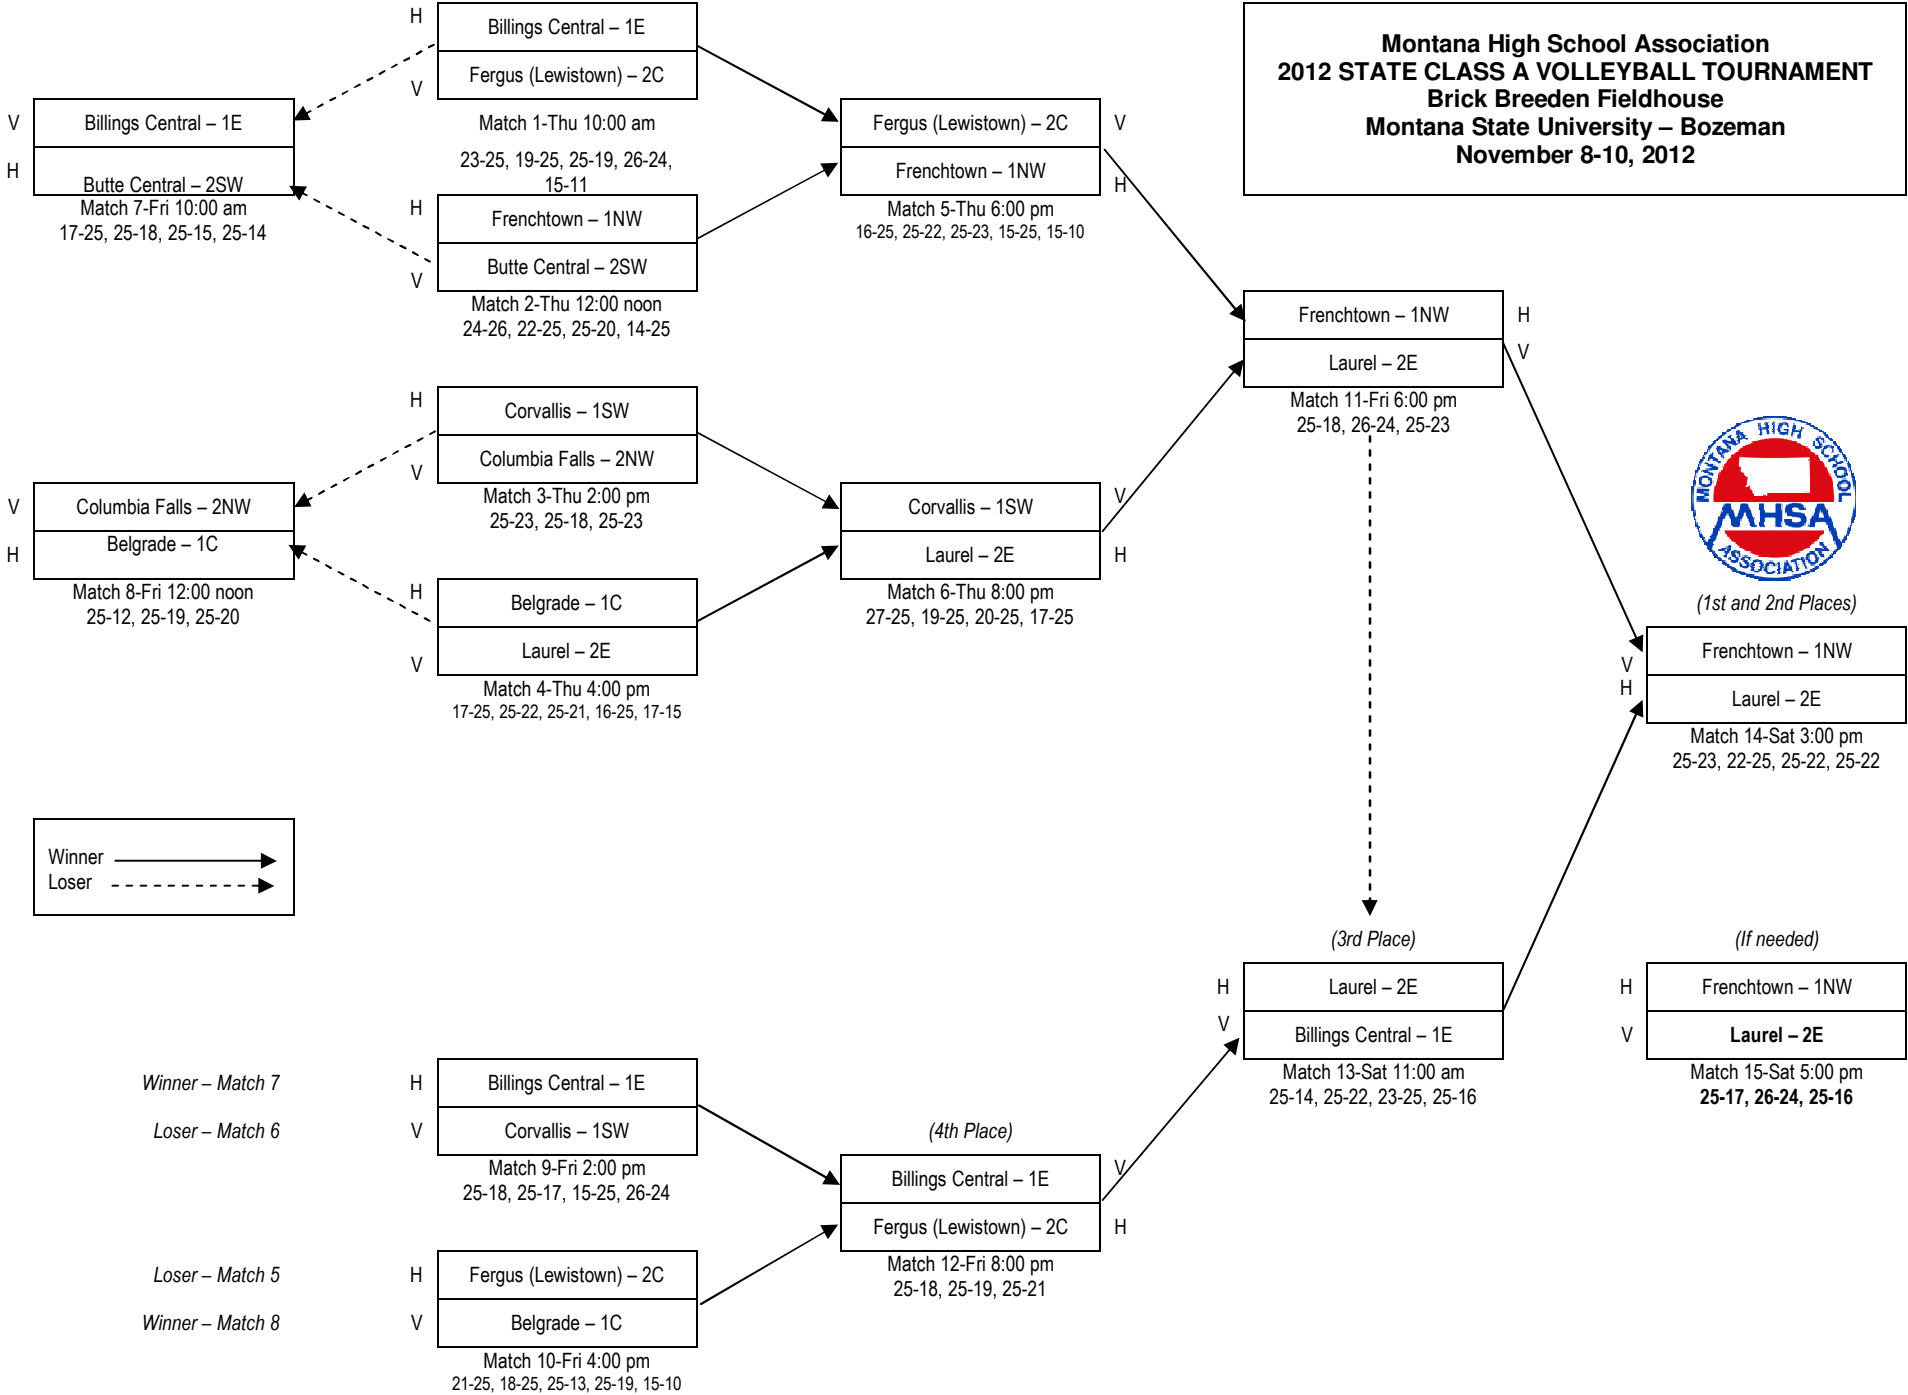 Montana High School Association
2012 STATE CLASS A VOLLEYBALL TOURNAMENT
Brick Breeden Fieldhouse
Montana State University – Bozeman
November 8-10, 2012
H
Billings Central – 1E
Fergus (Lewistown) – 2C
V
Match 1-Thu 10:00 am
23-25, 19-25, 25-19, 26-24,
15-11
H
Frenchtown – 1NW
Butte Central – 2SW
V
Match 2-Thu 12:00 noon
24-26, 22-25, 25-20, 14-25
H
Corvallis – 1SW
Columbia Falls – 2NW
V
Match 3-Thu 2:00 pm
25-23, 25-18, 25-23
H
Belgrade – 1C
Laurel – 2E
V
Match 4-Thu 4:00 pm
17-25, 25-22, 25-21, 16-25, 17-15
V
Billings Central – 1E
H
Butte Central – 2SW
Match 7-Fri 10:00 am
17-25, 25-18, 25-15, 25-14
V
Columbia Falls – 2NW
H
Belgrade – 1C
Match 8-Fri 12:00 noon
25-12, 25-19, 25-20
Fergus (Lewistown) – 2C
V
Frenchtown – 1NW
H
Match 5-Thu 6:00 pm
16-25, 25-22, 25-23, 15-25, 15-10
Corvallis – 1SW
V
Laurel – 2E
H
Match 6-Thu 8:00 pm
27-25, 19-25, 20-25, 17-25
Frenchtown – 1NW
H
Laurel – 2E
V
Match 11-Fri 6:00 pm
25-18, 26-24, 25-23
MONTANA HIGH SCHOOL
MHSA
ASSOCIATION
(1st and 2nd Places)
Frenchtown – 1NW
V
H
Laurel – 2E
Match 14-Sat 3:00 pm
25-23, 22-25, 25-22, 25-22
Winner
Loser
(3rd Place)
H
Laurel – 2E
V
Billings Central – 1E
Match 13-Sat 11:00 am
25-14, 25-22, 23-25, 25-16
(If needed)
H
Frenchtown – 1NW
V
Laurel – 2E
Match 15-Sat 5:00 pm
25-17, 26-24, 25-16
Winner – Match 7
H
Billings Central – 1E
Loser – Match 6
V
Corvallis – 1SW
Match 9-Fri 2:00 pm
25-18, 25-17, 15-25, 26-24
(4th Place)
Billings Central – 1E
V
Fergus (Lewistown) – 2C
H
Match 12-Fri 8:00 pm
25-18, 25-19, 25-21
Loser – Match 5
H
Fergus (Lewistown) – 2C
Winner – Match 8
V
Belgrade – 1C
Match 10-Fri 4:00 pm
21-25, 18-25, 25-13, 25-19, 15-10